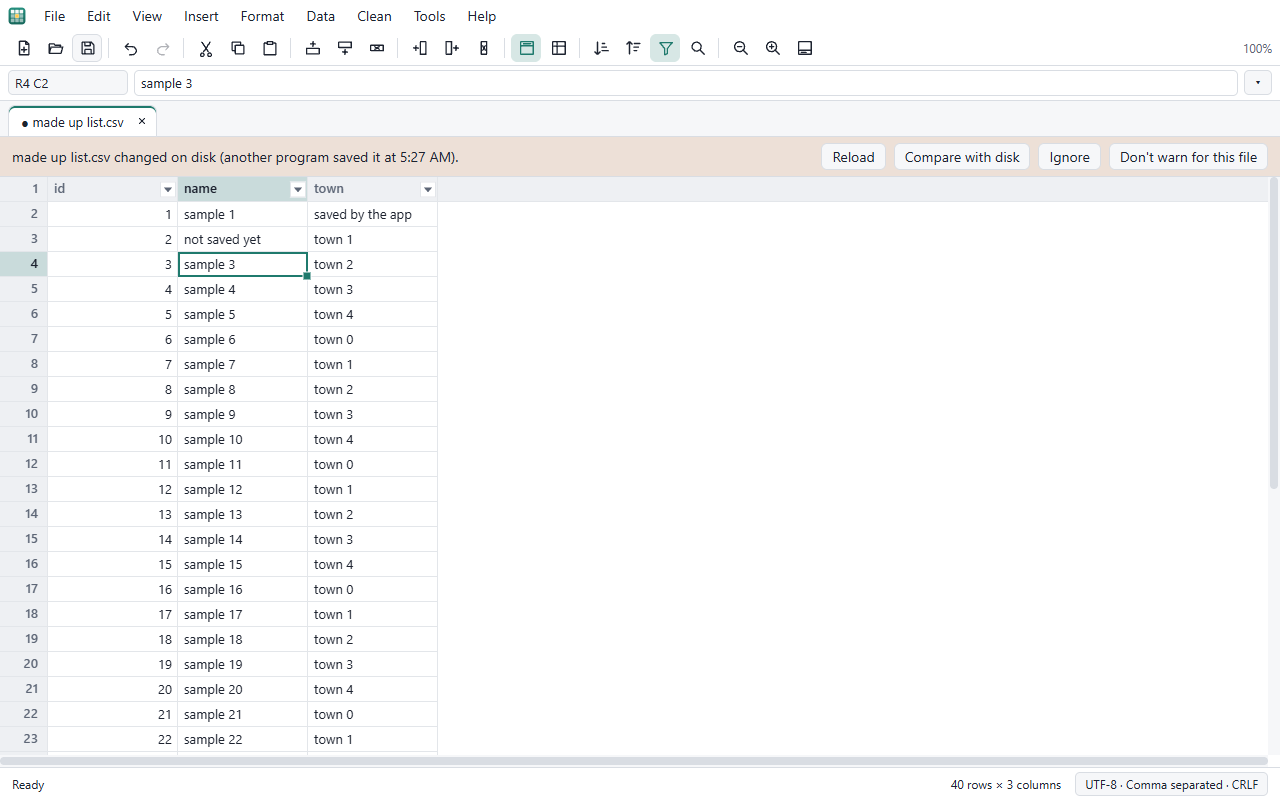 File Edit View Insert Format Data Clean Tools Help
100%
R4 C2 sample 3
● made up list.csv ×
made up list.csv changed on disk (another program saved it at 5:27 AM). Reload Compare with disk Ignore Don't warn for this file
1 id name town
2 1 sample 1 saved by the app
3 2 not saved yet town 1
4 3 sample 3 town 2
5 4 sample 4 town 3
6 5 sample 5 town 4
7 6 sample 6 town 0
8 7 sample 7 town 1
9 8 sample 8 town 2
10 9 sample 9 town 3
11 10 sample 10 town 4
12 11 sample 11 town 0
13 12 sample 12 town 1
14 13 sample 13 town 2
15 14 sample 14 town 3
16 15 sample 15 town 4
17 16 sample 16 town 0
18 17 sample 17 town 1
19 18 sample 18 town 2
20 19 sample 19 town 3
21 20 sample 20 town 4
22 21 sample 21 town 0
23 22 sample 22 town 1
Ready 40 rows × 3 columns UTF-8 · Comma separated · CRLF